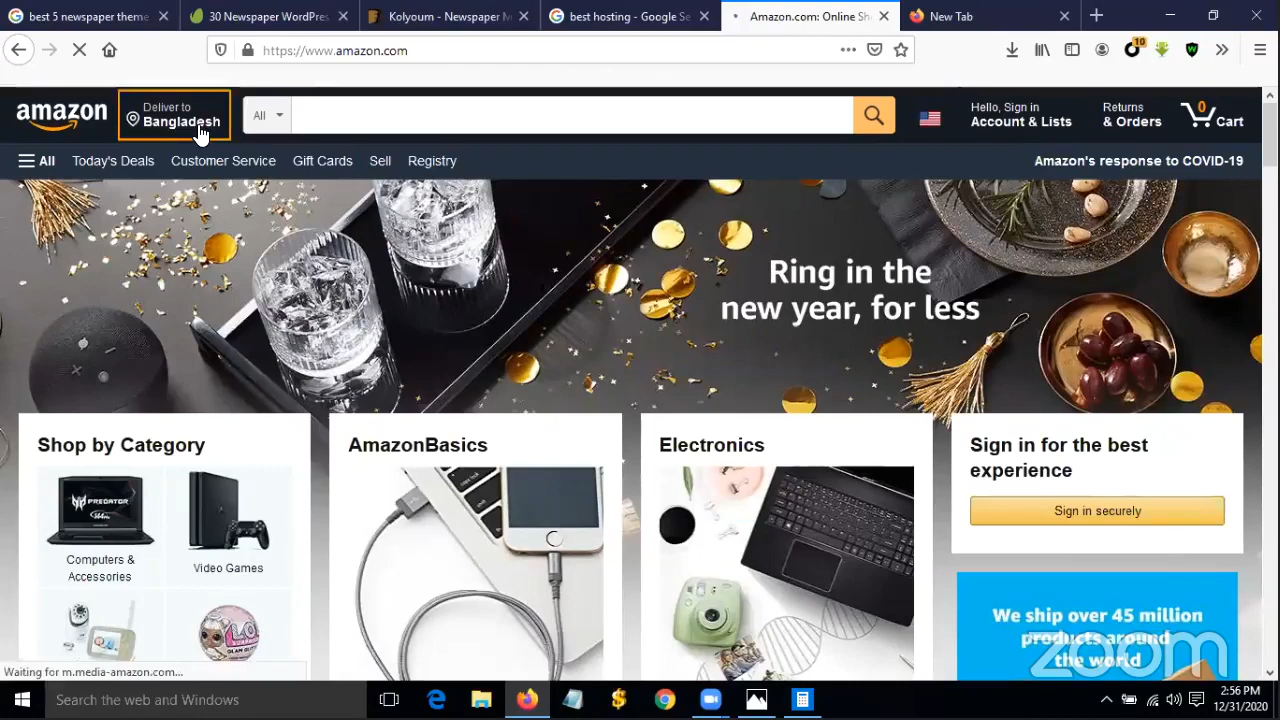 best 5 newspaper theme
30 Newspaper WordPres
Kolyoum - Newspaper M
best hosting - Google Se
Amazon.com: Online Sh
New Tab
https://www.amazon.com
10
amazon
Deliver to
Bangladesh
All
Hello, Sign in
Account & Lists
Returns
& Orders
0
Cart
All
Today's Deals
Customer Service
Gift Cards
Sell
Registry
Amazon's response to COVID-19
Ring in the
new year, for less
Shop by Category
PREDATOR
Computers &
Accessories
Video Games
AmazonBasics
Electronics
Sign in for the best
experience
Sign in securely
We ship over 45 million
products around
the world
zoom
Waiting for m.media-amazon.com...
Search the web and Windows
2:56 PM
12/31/2020